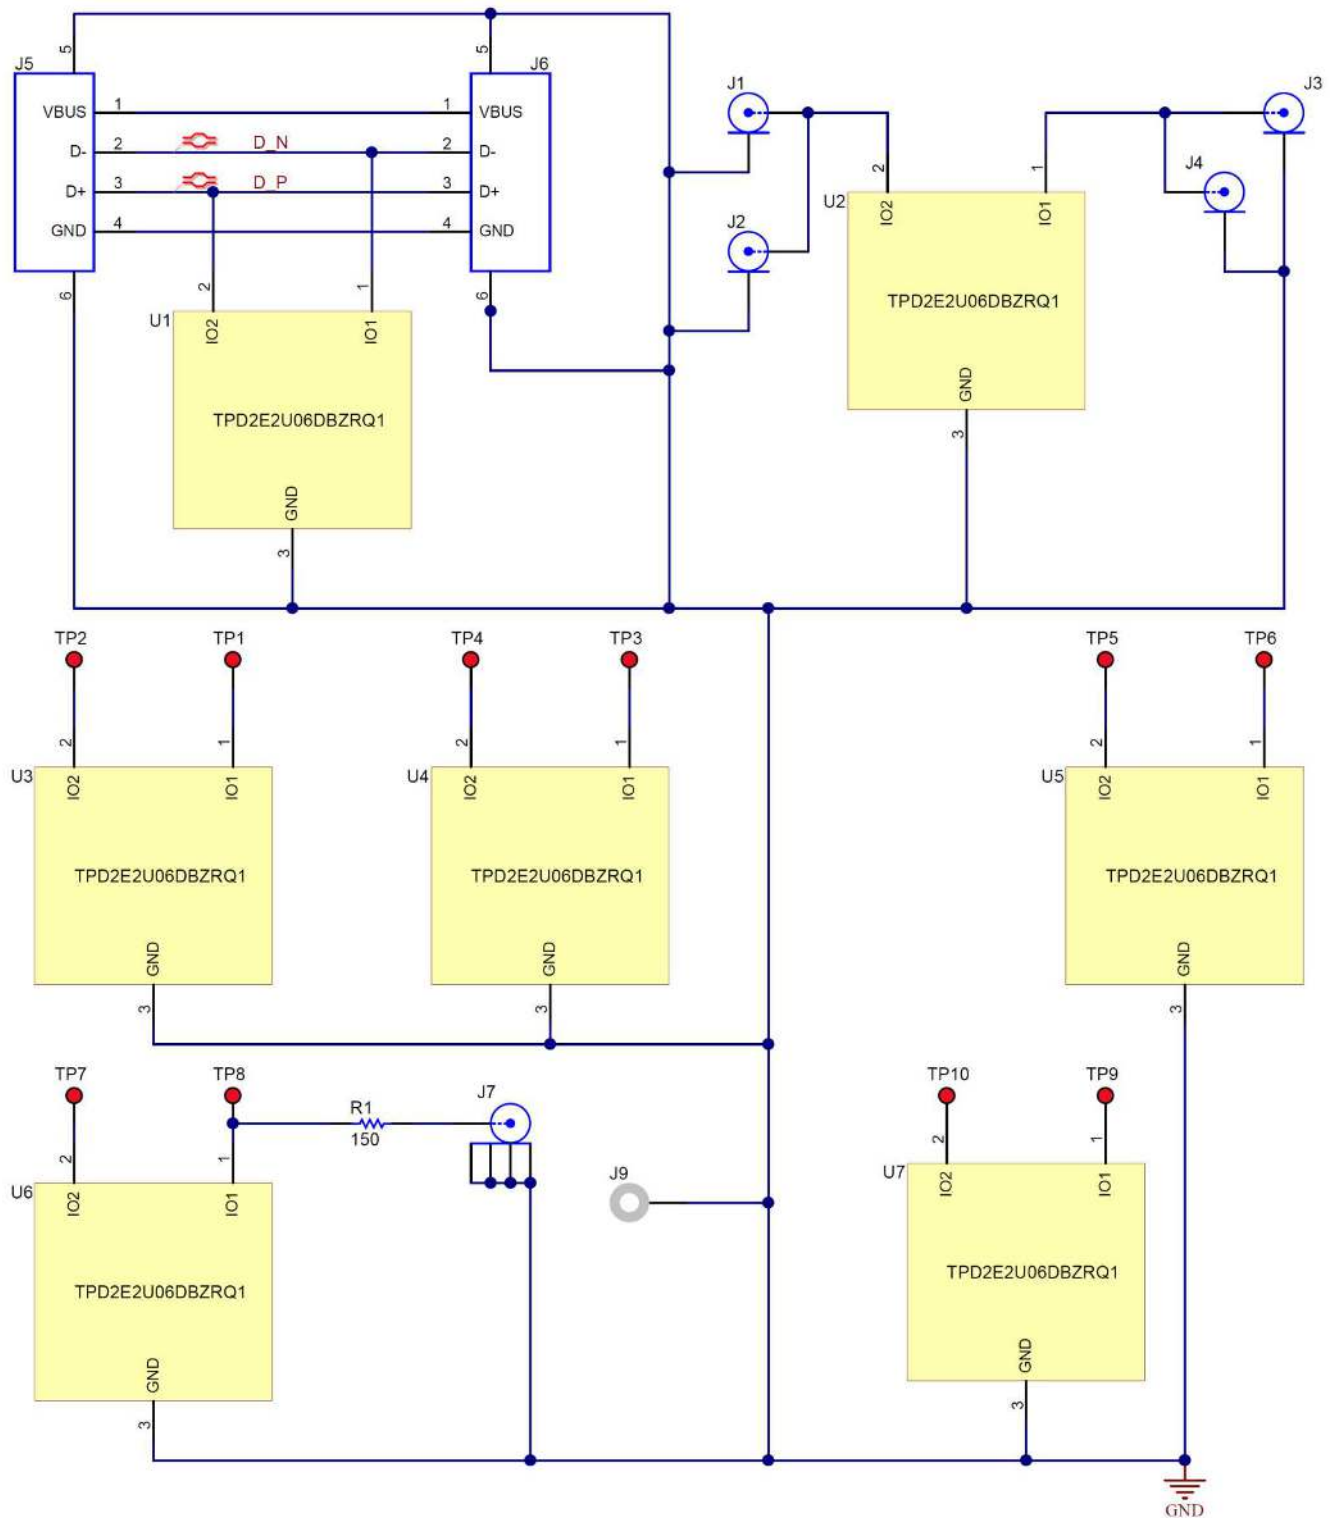 5
5
J5
J6
J1
J3
VBUS
1
1
VBUS
D-
2
D_N
2
D-
J4
D+
3
D_P
3
D+
GND
4
4
GND
J2
2
1
U2
IO2
IO1
6
6
2
1
U1
IO2
IO1
TPD2E2U06DBZRQ1
GND
3
TPD2E2U06DBZRQ1
GND
3
TP2
TP1
TP4
TP3
TP5
TP6
2
1
2
1
2
1
U3
IO2
IO1
U4
IO2
IO1
U5
IO2
IO1
TPD2E2U06DBZRQ1
TPD2E2U06DBZRQ1
TPD2E2U06DBZRQ1
GND
GND
GND
3
3
3
TP7
TP8
R1
150
J7
TP10
TP9
2
1
2
1
U6
IO2
IO1
J9
U7
IO2
IO1
TPD2E2U06DBZRQ1
TPD2E2U06DBZRQ1
GND
GND
3
3
GND